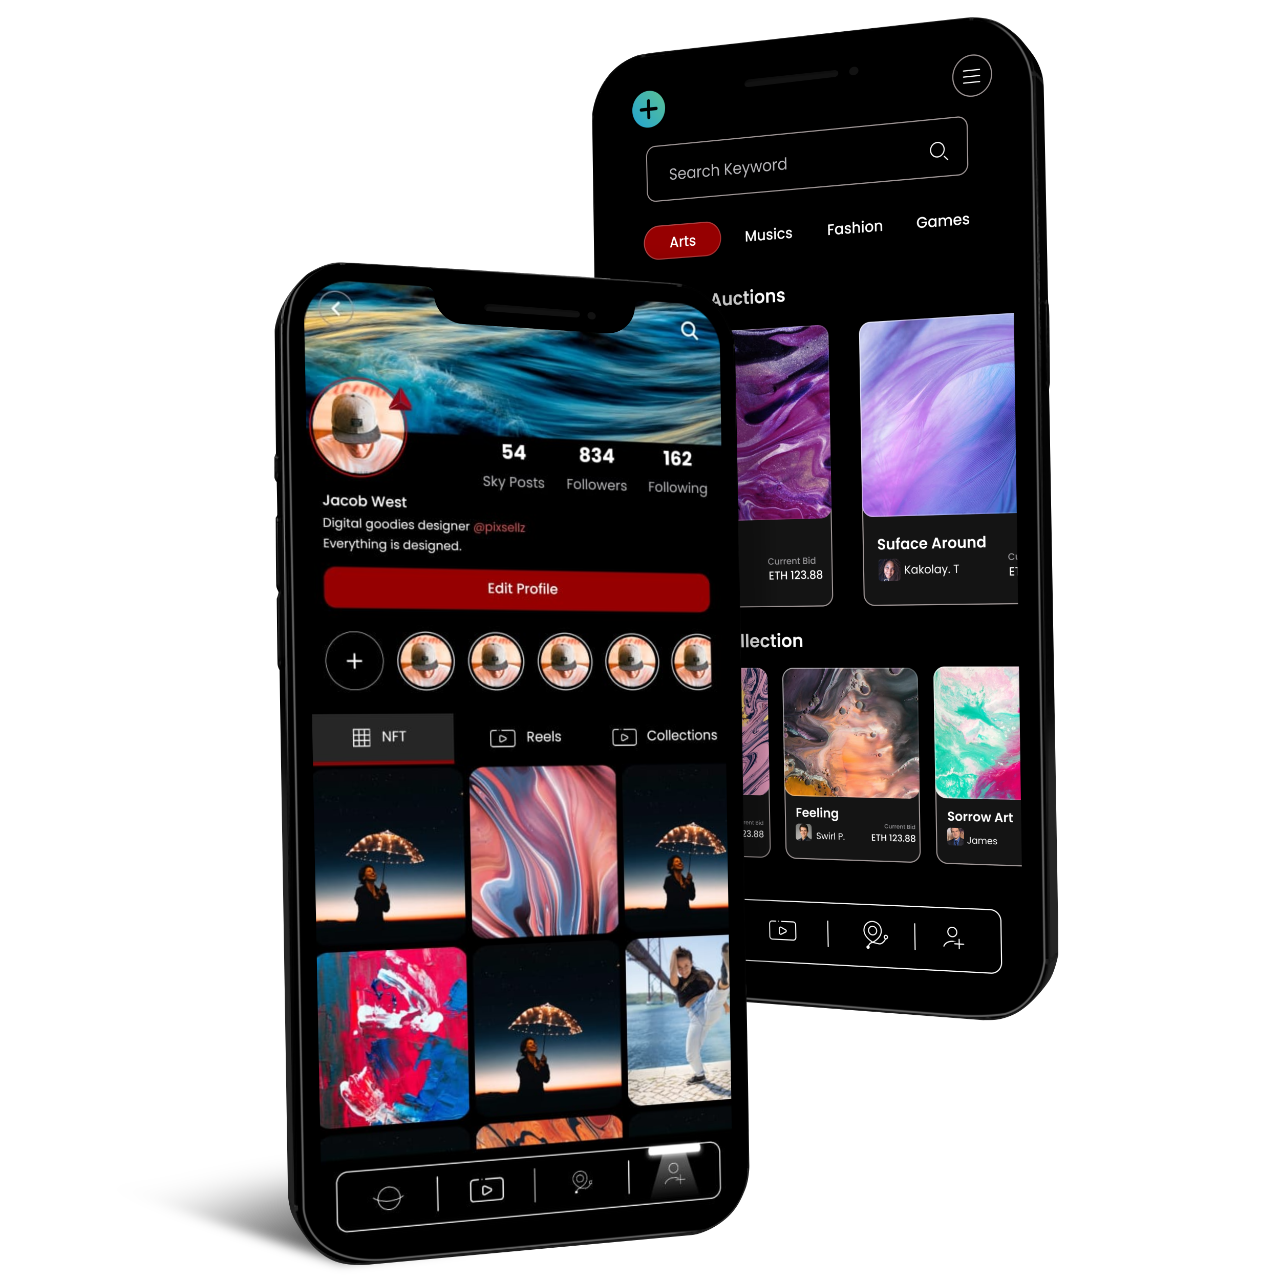 Search Keyword
Arts
Musics
Fashion
Games
Auctions
Current Bid
ETH 123.88
Suface Around
Kakolay. T
llection
23.88
Feeling
Swirl P.
Current Bid
ETH 123.88
Sorrow Art
James
54
834
162
Sky Posts
Followers
Following
Jacob West
Digital goodies designer @pixsellz
Everything is designed.
Edit Profile
NFT
Reels
Collections